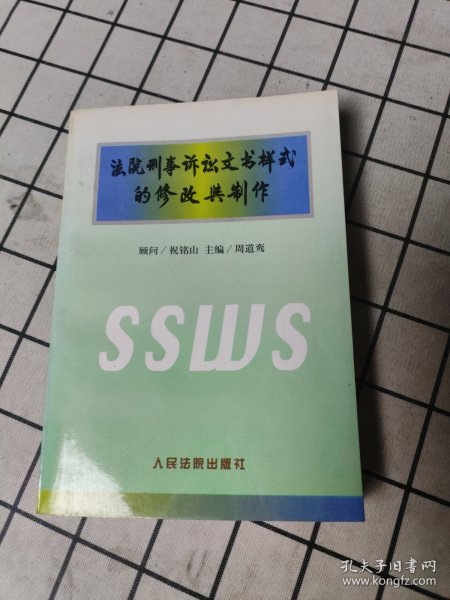 法院刑事诉讼文书样式
的修改与制作
顾问/祝铭山 主编/周道鸾
SSWS
人民法院出版社
孔夫子旧书网
www.kongfz.com